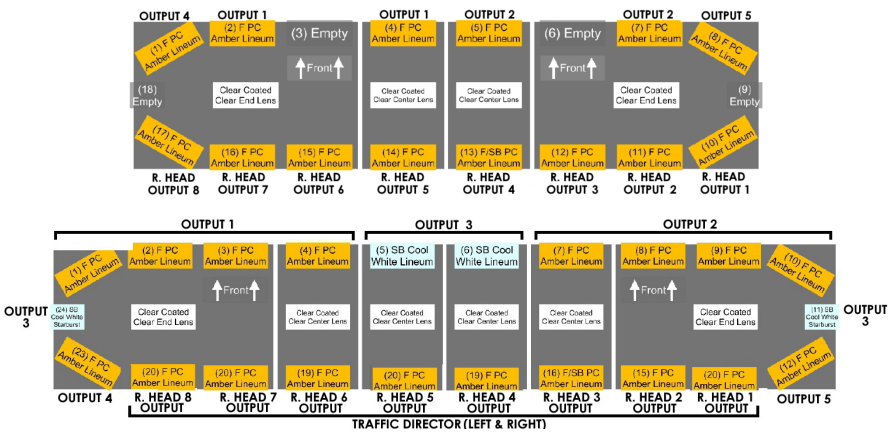 OUTPUT 4
OUTPUT 1
OUTPUT 1
OUTPUT 2
OUTPUT 2
OUTPUT 5
(1) F PC
Amber Lineum
(2) F PC
Amber Lineum
(3) Empty
(4) F PC
Amber Lineum
(5) F PC
Amber Lineum
(6) Empty
(7) F PC
Amber Lineum
(8) F PC
Amber Lineum
Front
Front
(18)
Empty
Clear Coated
Clear End Lens
Clear Coated
Clear Center Lens
Clear Coated
Clear Center Lens
Clear Coated
Clear End Lens
(9)
Empty
(17) F PC
Amber Lineum
(16) F PC
Amber Lineum
(15) F PC
Amber Lineum
(14) F PC
Amber Lineum
(13) F/SB PC
Amber Lineum
(12) F PC
Amber Lineum
(11) F PC
Amber Lineum
(10) F PC
Amber Lineum
R. HEAD
OUTPUT 8
R. HEAD
OUTPUT 7
R. HEAD
OUTPUT 6
R. HEAD
OUTPUT 5
R. HEAD
OUTPUT 4
R. HEAD
OUTPUT 3
R. HEAD
OUTPUT 2
R. HEAD
OUTPUT 1
OUTPUT 1
OUTPUT 3
OUTPUT 2
(1) F PC
Amber Lineum
(2) F PC
Amber Lineum
(3) F PC
Amber Lineum
(4) F PC
Amber Lineum
(5) SB Cool
White Lineum
(6) SB Cool
White Lineum
(7) F PC
Amber Lineum
(8) F PC
Amber Lineum
(9) F PC
Amber Lineum
(10) F PC
Amber Lineum
Front
Front
OUTPUT
3
(24) SB
Cool White
Starburst
Clear Coated
Clear End Lens
Clear Coated
Clear Center Lens
Clear Coated
Clear Center Lens
Clear Coated
Clear Center Lens
Clear Coated
Clear Center Lens
Clear Coated
Clear End Lens
(11) SB
Cool White
Starburst
OUTPUT
3
(23) F PC
Amber Lineum
(20) F PC
Amber Lineum
(20) F PC
Amber Lineum
(19) F PC
Amber Lineum
(20) F PC
Amber Lineum
(19) F PC
Amber Lineum
(16) F/SB PC
Amber Lineum
(15) F PC
Amber Lineum
(20) F PC
Amber Lineum
(12) F PC
Amber Lineum
OUTPUT 4
R. HEAD 8
OUTPUT
R. HEAD 7
OUTPUT
R. HEAD 6
OUTPUT
R. HEAD 5
OUTPUT
R. HEAD 4
OUTPUT
R. HEAD 3
OUTPUT
R. HEAD 2
OUTPUT
R. HEAD 1
OUTPUT
OUTPUT 5
TRAFFIC DIRECTOR (LEFT & RIGHT)